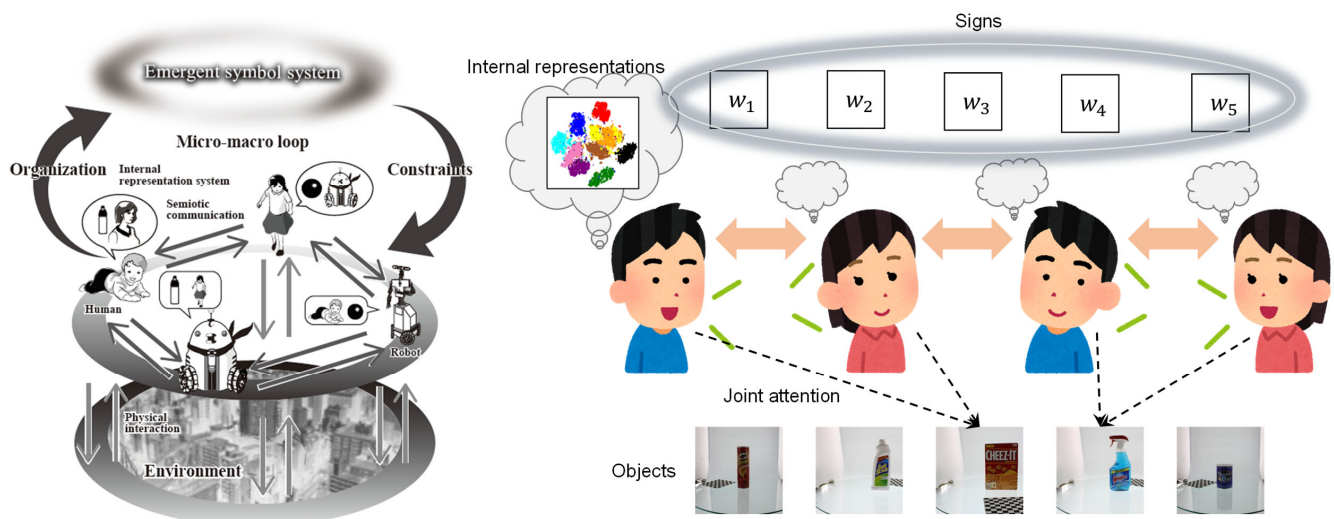 Emergent symbol system
Micro-macro loop
Organization
Constraints
Internal
representation system
Semiotic
communication
Human
Robot
Physical
interaction
Environment
Signs
Internal representations
w₁
w₂
w₃
w₄
w₅
Joint attention
Objects
CHEEZ-IT